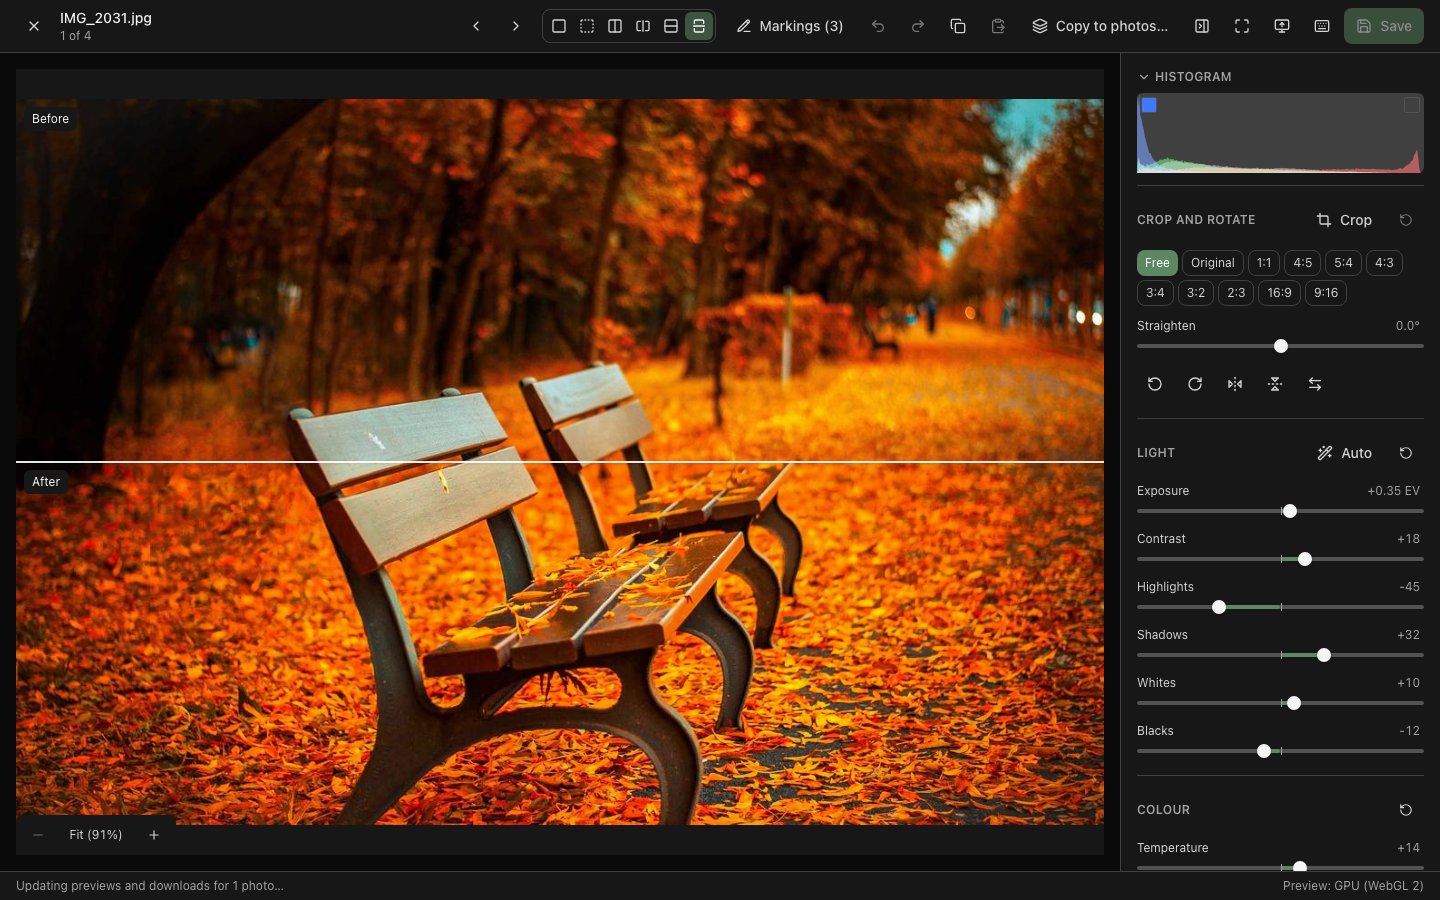 IMG_2031.jpg
1 of 4
Markings (3)
Copy to photos...
Save
Before
After
Fit (91%)
HISTOGRAM
CROP AND ROTATE
Crop
Free Original 1:1 4:5 5:4 4:3
3:4 3:2 2:3 16:9 9:16
Straighten 0.0°
LIGHT
Auto
Exposure +0.35 EV
Contrast +18
Highlights -45
Shadows +32
Whites +10
Blacks -12
COLOUR
Temperature +14
Updating previews and downloads for 1 photo...
Preview: GPU (WebGL 2)